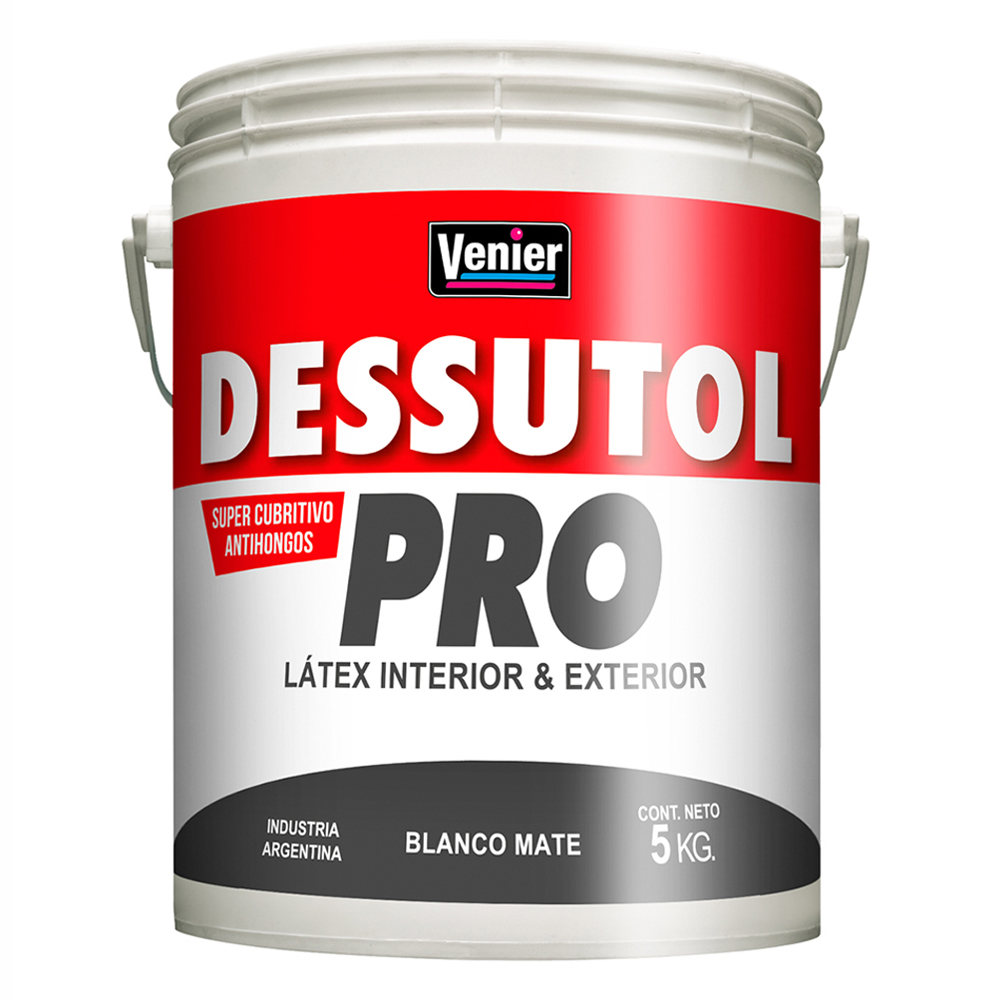 Venier
DESSUTOL
SUPER CUBRITIVO
ANTIHONGOS
PRO
LÁTEX INTERIOR & EXTERIOR
INDUSTRIA
ARGENTINA
BLANCO MATE
CONT. NETO
5 KG.